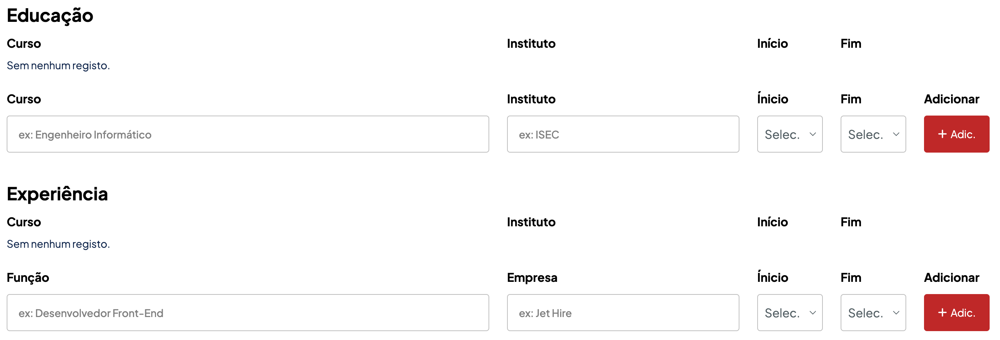 Educação
Curso Instituto Início Fim
Sem nenhum registo.
Curso Instituto Ínicio Fim Adicionar
ex: Engenheiro Informático ex: ISEC Selec. Selec. + Adic.
Experiência
Curso Instituto Início Fim
Sem nenhum registo.
Função Empresa Ínicio Fim Adicionar
ex: Desenvolvedor Front-End ex: Jet Hire Selec. Selec. + Adic.